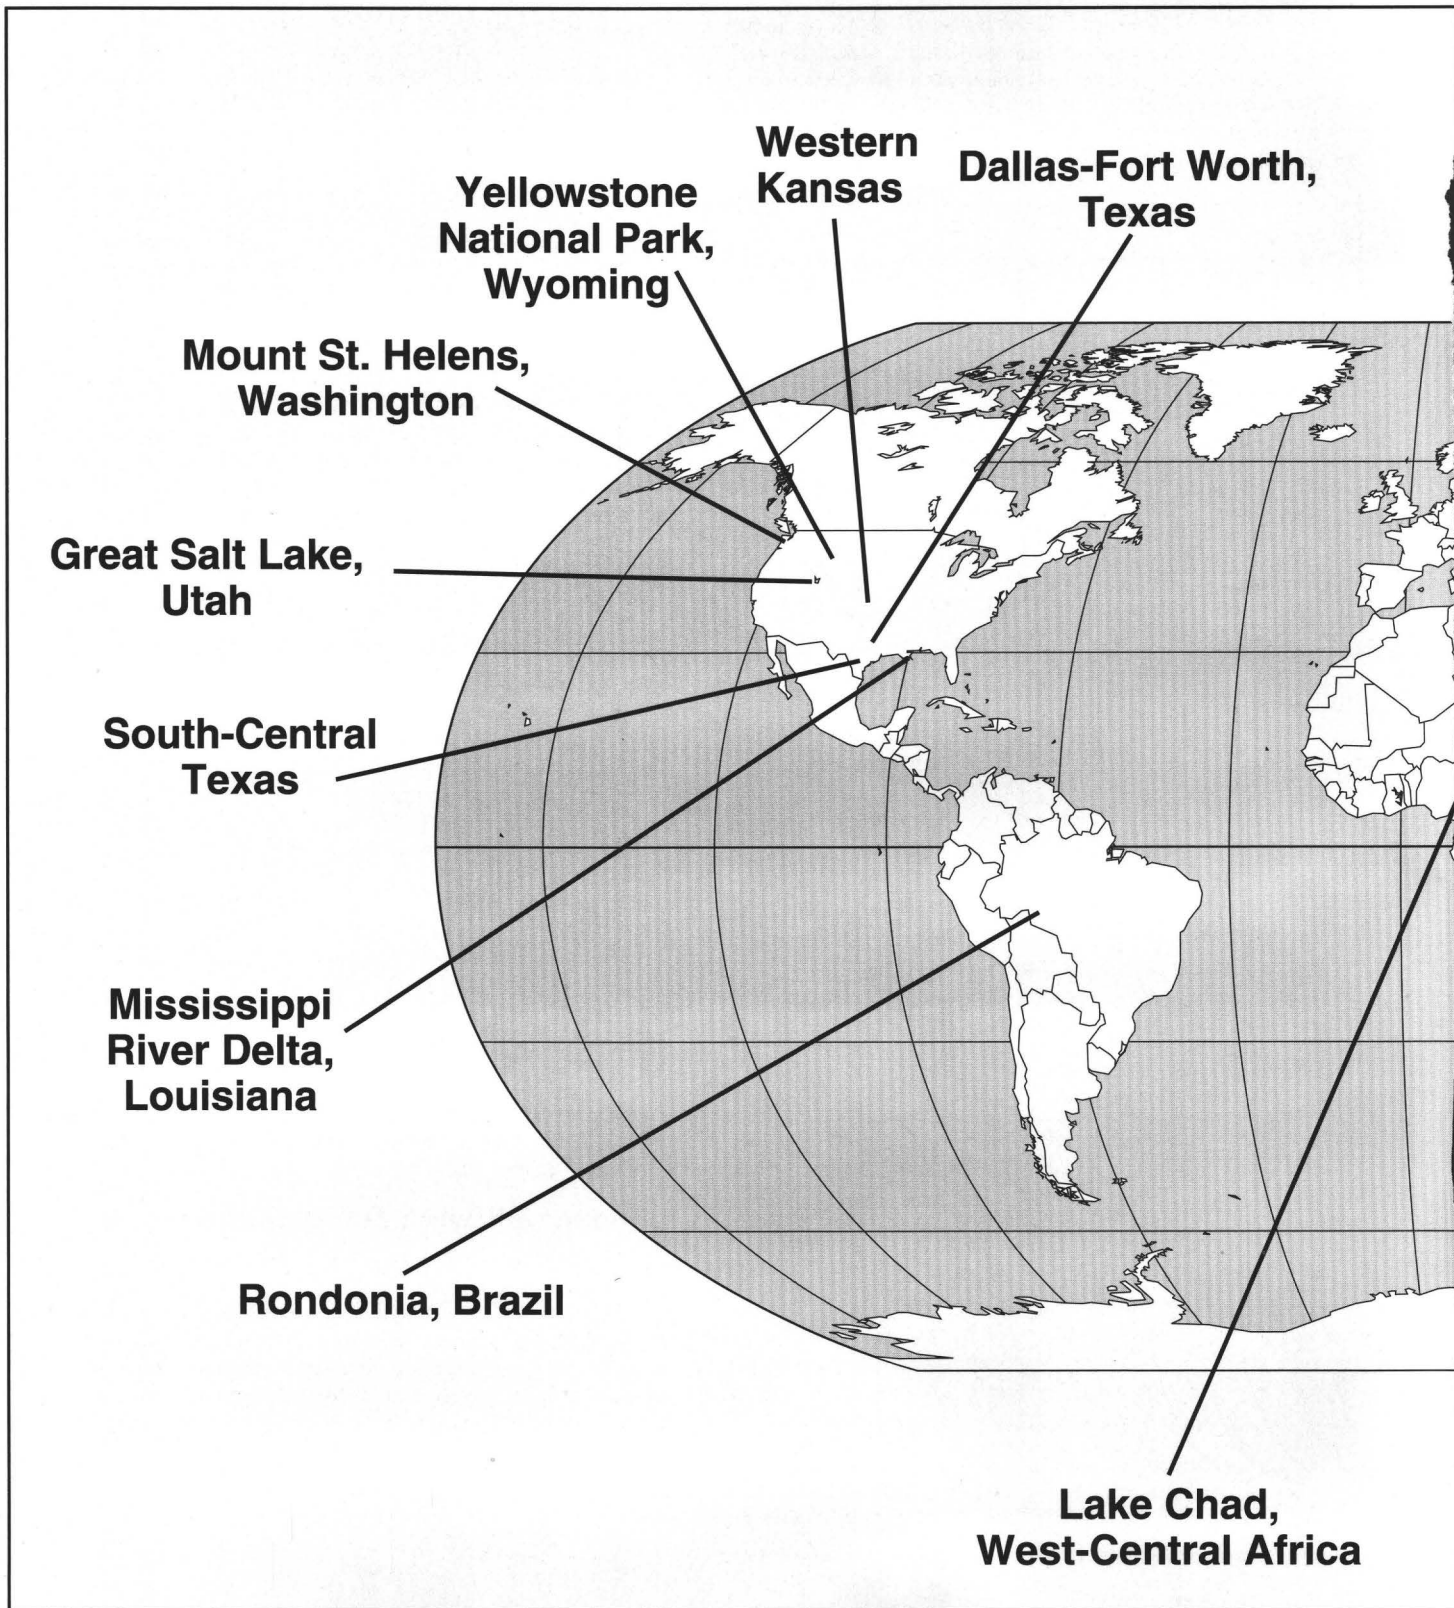 Western
Kansas
Dallas-Fort Worth,
Texas
Yellowstone
National Park,
Wyoming
Mount St. Helens,
Washington
Great Salt Lake,
Utah
South-Central
Texas
Mississippi
River Delta,
Louisiana
Rondonia, Brazil
Lake Chad,
West-Central Africa